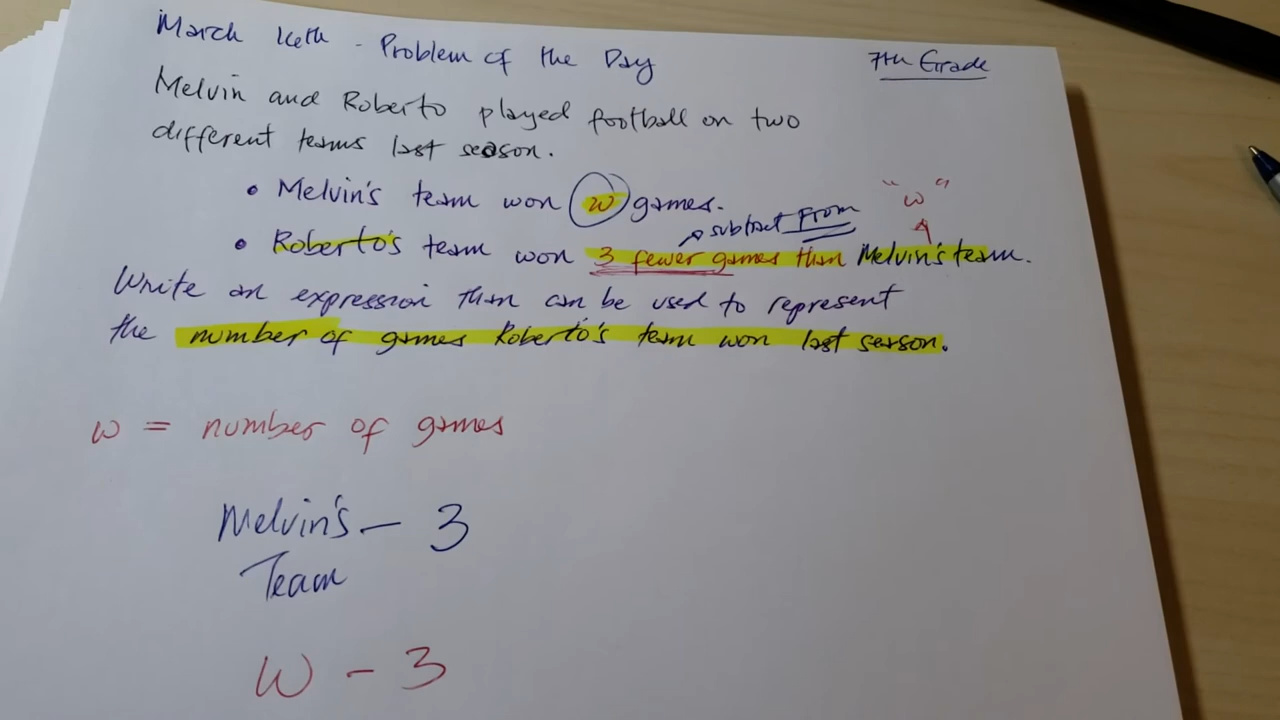 March 16th - Problem of the Day
7th Grade
Melvin and Roberto played football on two
different teams last season.
• Melvin's team won w games.
"w"
subtract From
• Roberto's team won 3 fewer games than Melvin's team.
Write an expression than can be used to represent
the number of games Roberto's team won last season.
w = number of games
Melvin's - 3
Team
w - 3